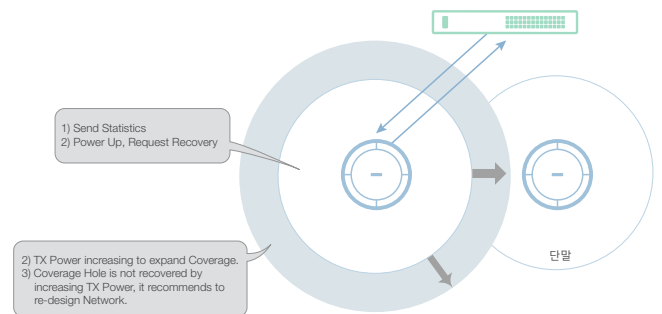 1) Send Statistics
2) Power Up, Request Recovery
2) TX Power increasing to expand Coverage.
3) Coverage Hole is not recovered by
increasing TX Power, it recommends to
re-design Network.
단말